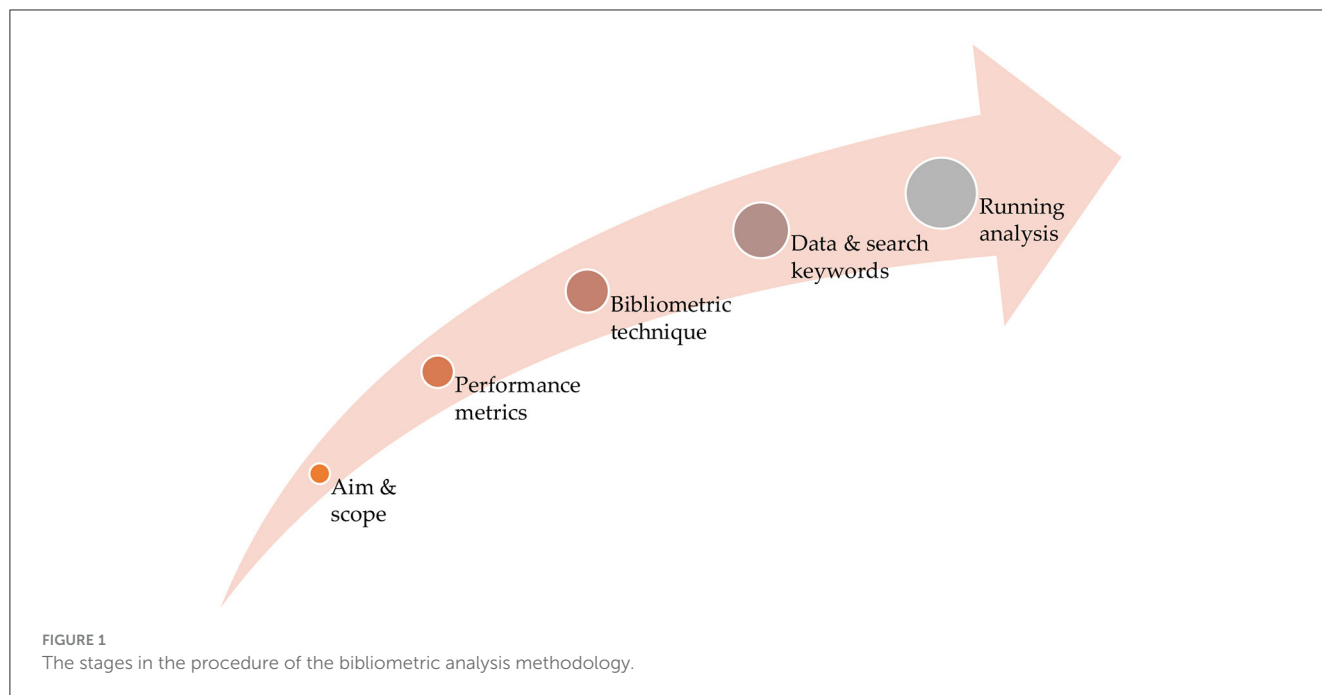 Running
analysis
Data & search
keywords
Bibliometric
technique
Performance
metrics
Aim &
scope
FIGURE 1
The stages in the procedure of the bibliometric analysis methodology.